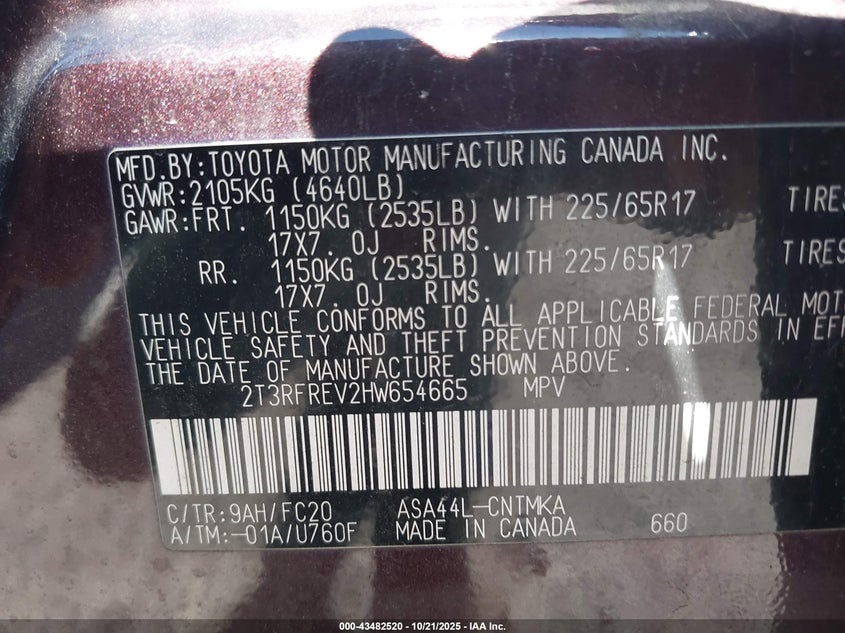 MFD.BY:TOYOTA MOTOR MANUFACTURING CANADA INC.
GVWR:2105KG (4640LB)
GAWR:FRT. 1150KG (2535LB) WITH 225/65R17 TIRES
17X7.0J RIMS.
RR. 1150KG (2535LB) WITH 225/65R17 TIRES
17X7.0J RIMS.
THIS VEHICLE CONFORMS TO ALL APPLICABLE FEDERAL MOT
VEHICLE SAFETY AND THEFT PREVENTION STANDARDS IN EFF
THE DATE OF MANUFACTURE SHOWN ABOVE.
2T3RFREV2HW654665 MPV
C/TR:9AH/FC20 ASA44L-CNTMKA
A/TM:-01A/U760F MADE IN CANADA 660
000-43482520 - 10/21/2025 - IAA Inc.